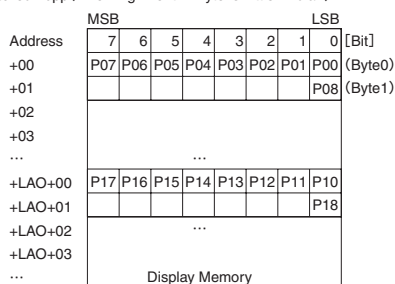 MSB LSB
Address 7 6 5 4 3 2 1 0 [Bit]
+00 P07 P06 P05 P04 P03 P02 P01 P00 (Byte0)
+01 P08 (Byte1)
+02
+03
... ...
+LAO+00 P17 P16 P15 P14 P13 P12 P11 P10
+LAO+01 P18
+LAO+02 ...
+LAO+03
... Display Memory